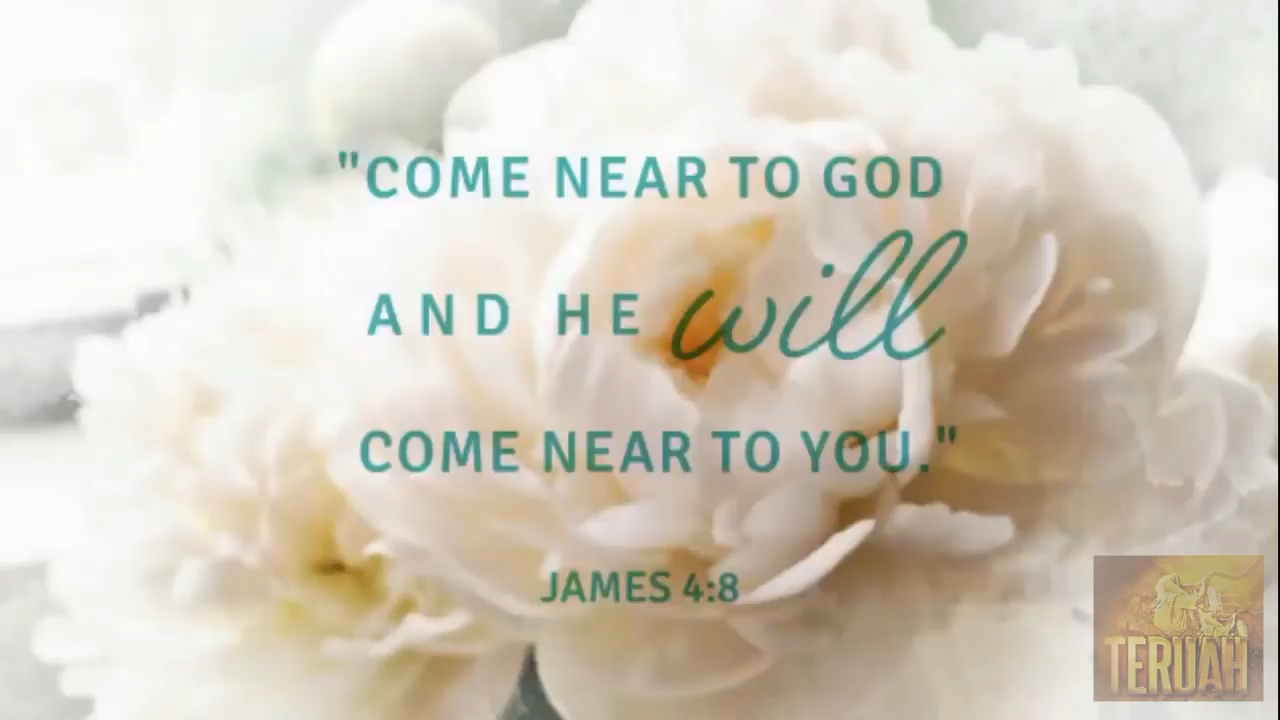 "COME NEAR TO GOD
AND HE will
COME NEAR TO YOU."
JAMES 4:8
TERUAH